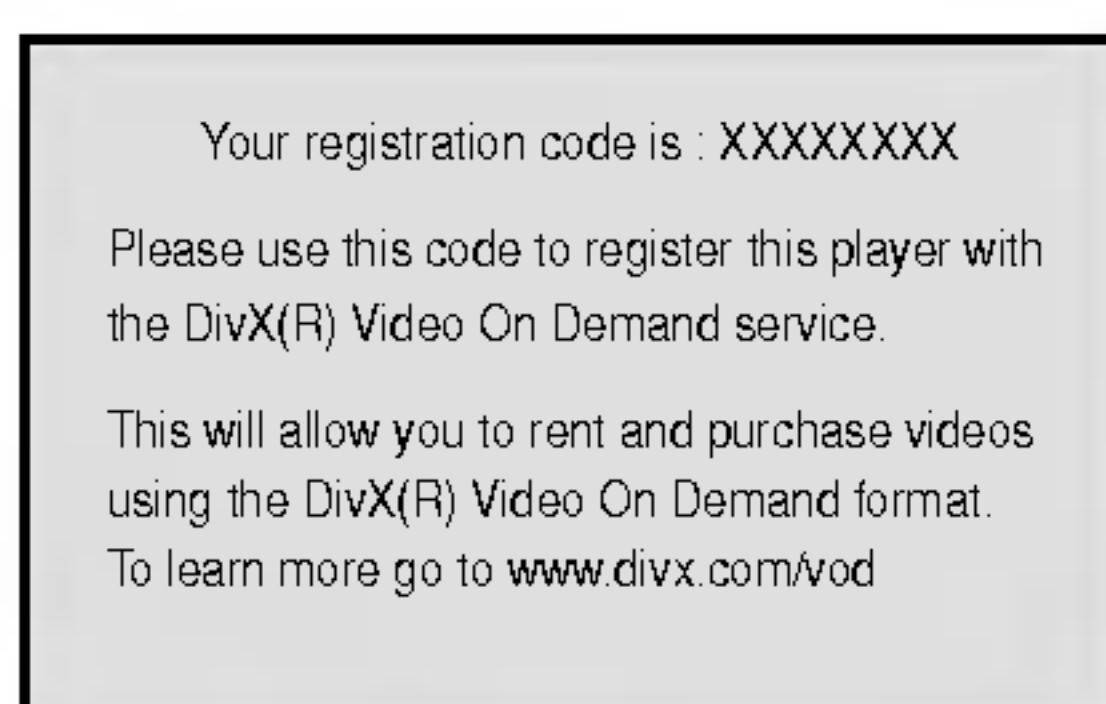 Your registration code is : XXXXXXXX
Please use this code to register this player with
the DivX(R) Video On Demand service.
This will allow you to rent and purchase videos
using the DivX(R) Video On Demand format.
To learn more go to www.divx.com/vod